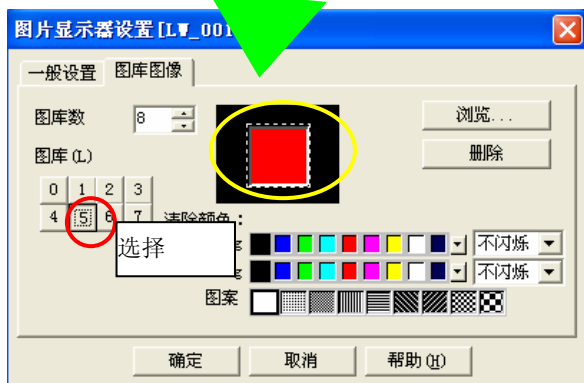 图片显示器设置[LW_001
一般设置 图库图像
图库数 8
浏览...
图库(L)
删除
0 1 2 3
4 5 6 7
清除颜色：
选择
g 不闪烁
g 不闪烁
图案
确定 取消 帮助(H)